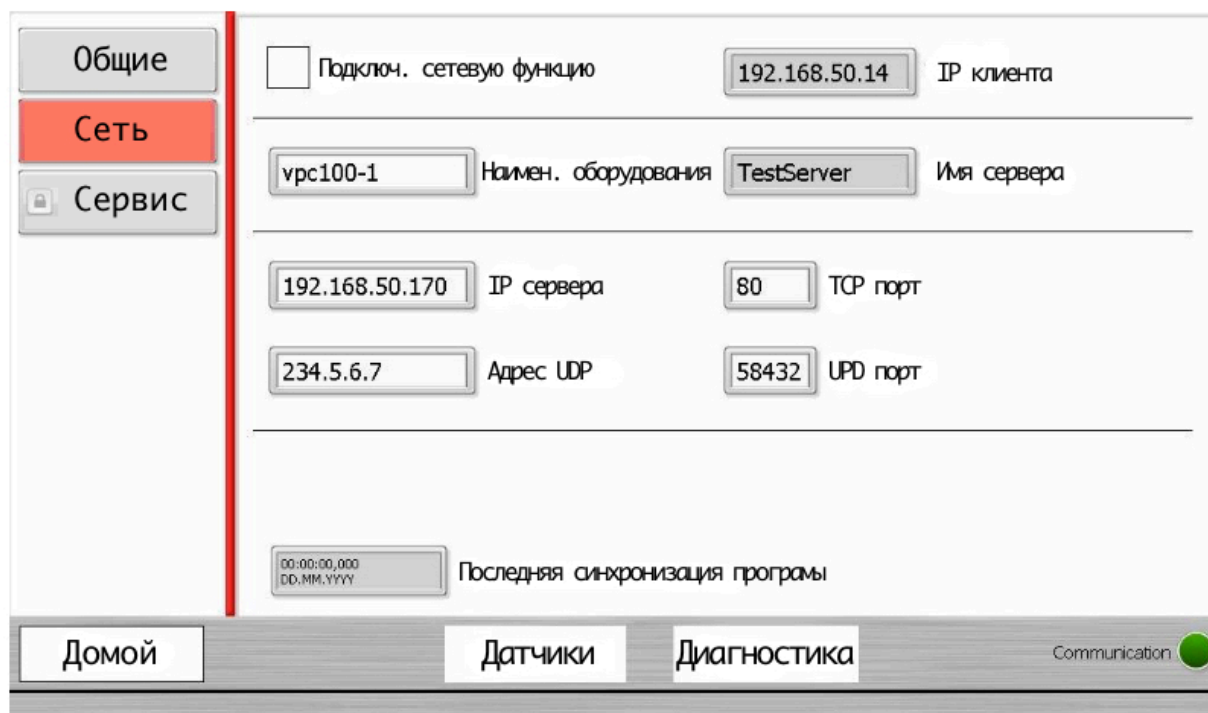 Общие
Сеть
Сервис
Подключ. сетевую функцию
192.168.50.14 IP клиента
vpc100-1 Наимен. оборудования
TestServer Имя сервера
192.168.50.170 IP сервера
80 TCP порт
234.5.6.7 Адрес UDP
58432 UPD порт
00:00:00,000
DD.MM.YYYY
Последняя синхронизация програмы
Домой
Датчики
Диагностика
Communication